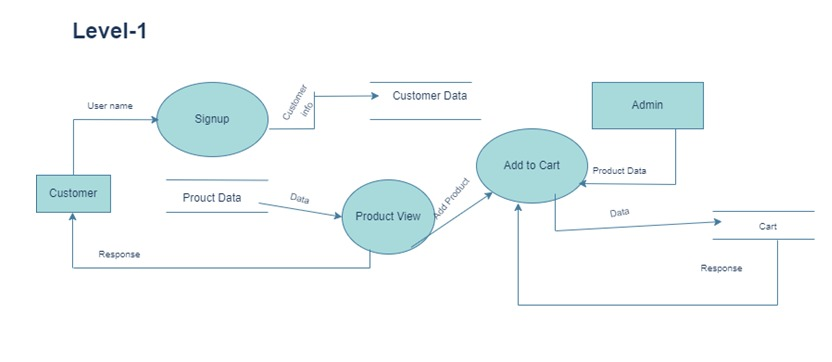 Level-1
User name
Signup
Customer
info
Customer Data
Admin
Customer
Prouct Data
Data
Product View
Add Product
Add to Cart
Product Data
Data
Cart
Response
Response